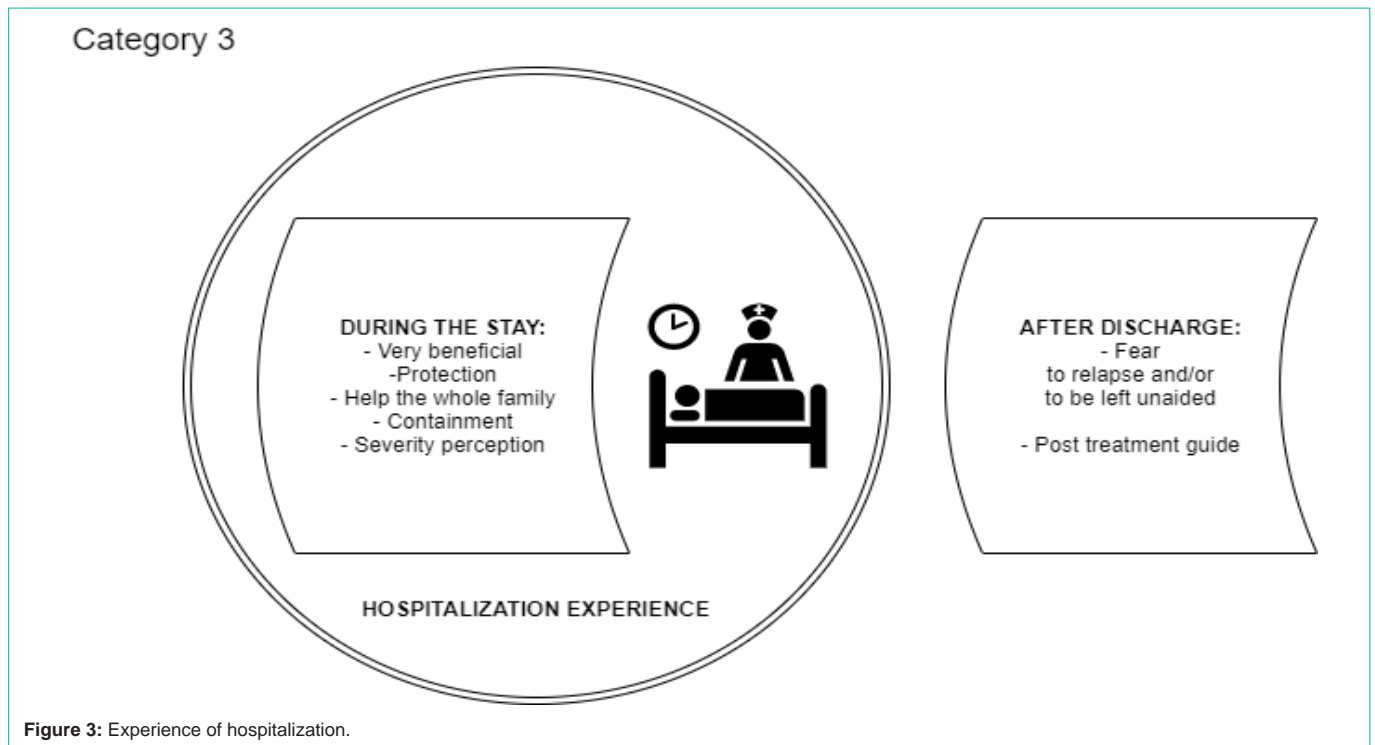 Category 3
DURING THE STAY:
- Very beneficial
-Protection
- Help the whole family
- Containment
- Severity perception
HOSPITALIZATION EXPERIENCE
AFTER DISCHARGE:
- Fear
to relapse and/or
to be left unaided
- Post treatment guide
Figure 3: Experience of hospitalization.